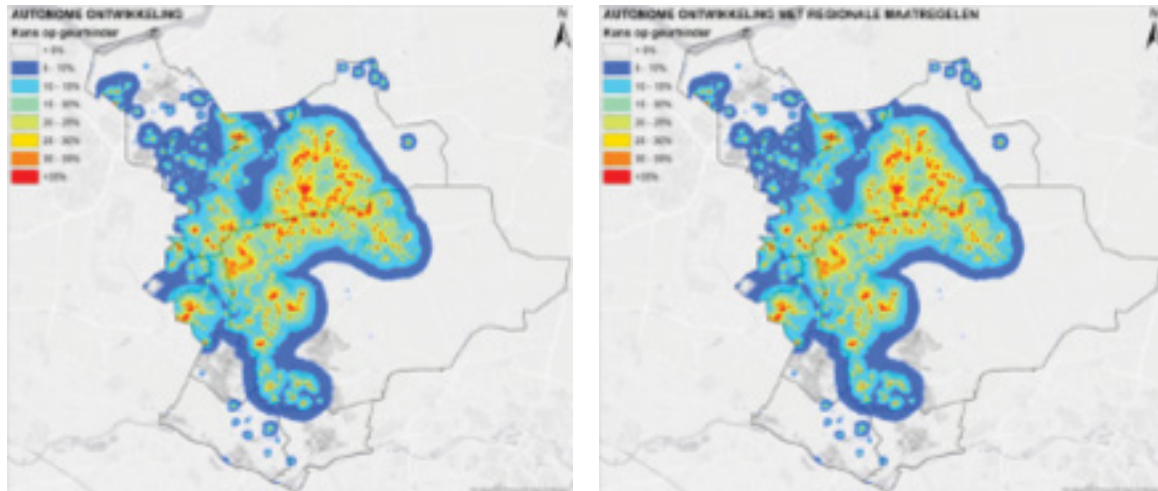 AUTONOME ONTWIKKELING
Kans op geurhinder
< 5%
5 - 10%
10 - 15%
15 - 20%
20 - 25%
25 - 30%
30 - 35%
>35%
N
AUTONOME ONTWIKKELING MET REGIONALE MAATREGELEN
Kans op geurhinder
< 5%
5 - 10%
10 - 15%
15 - 20%
20 - 25%
25 - 30%
30 - 35%
>35%
N